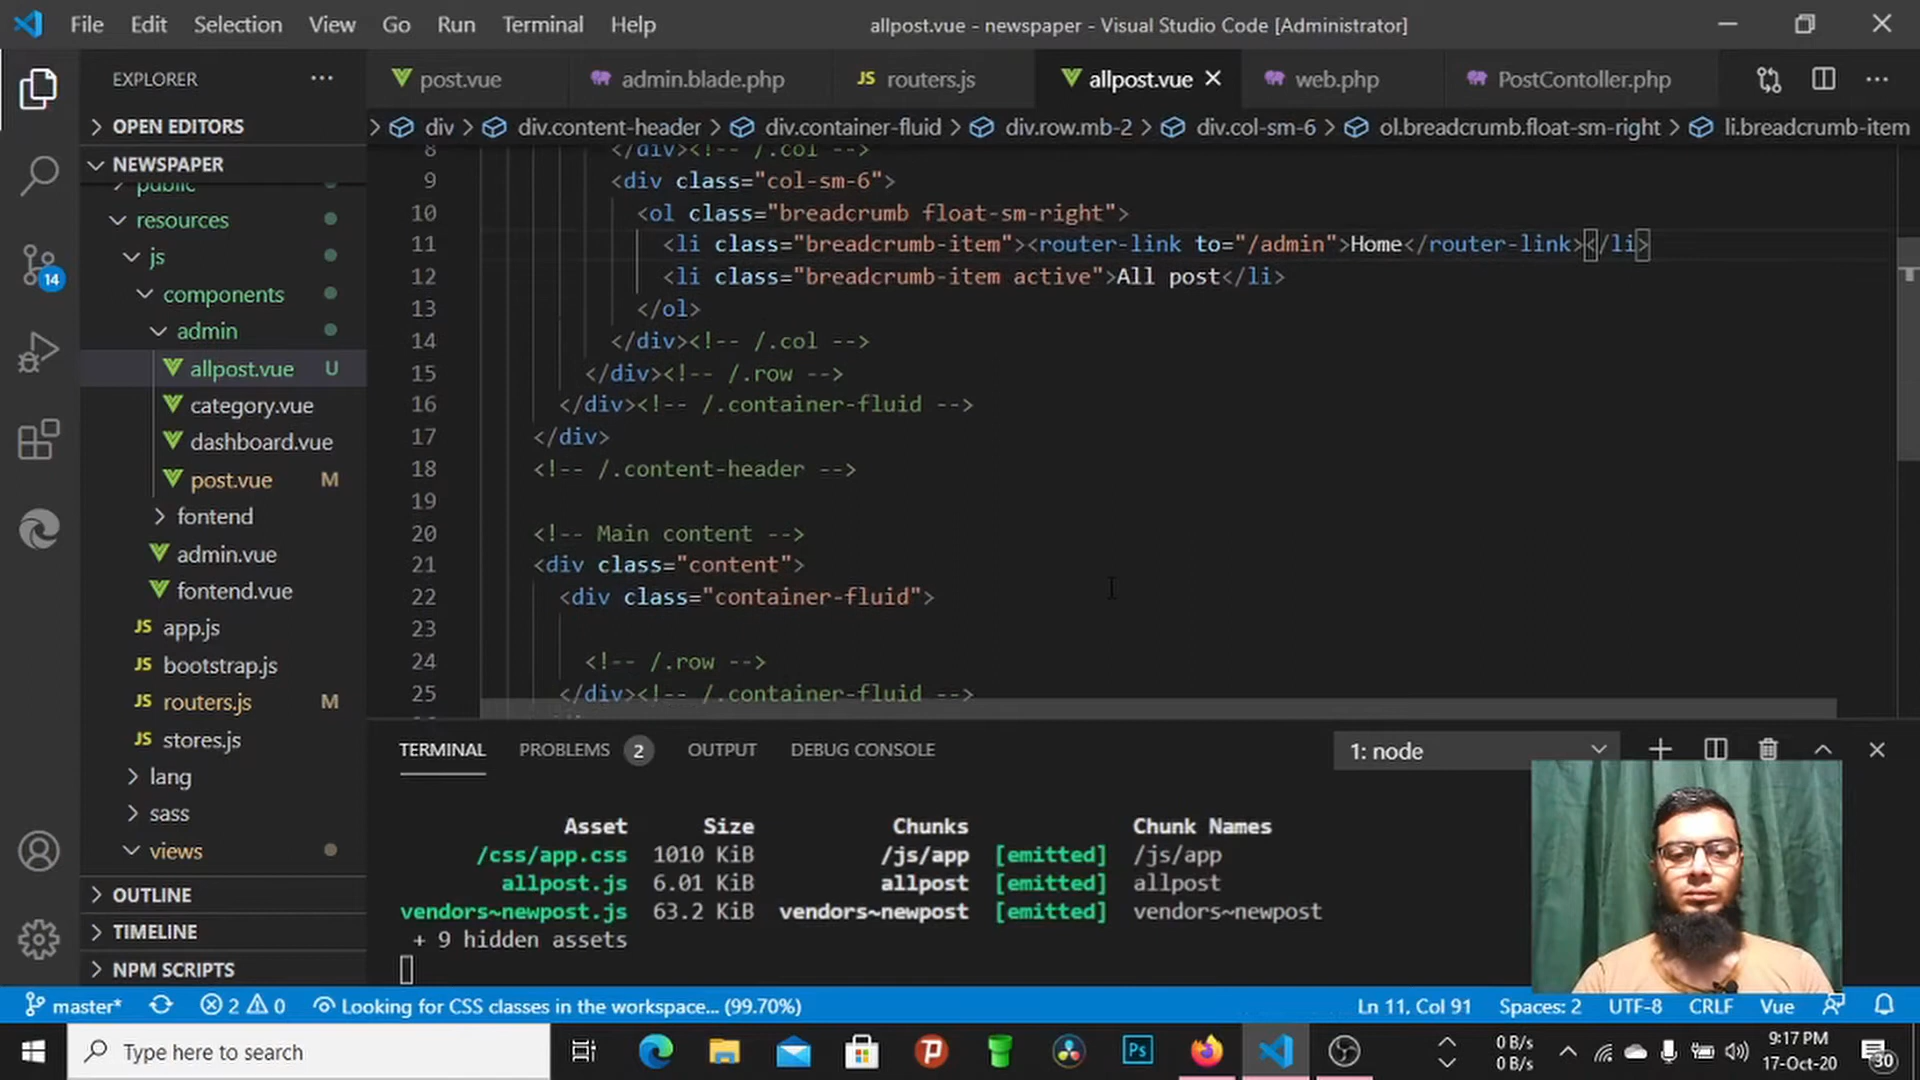 File Edit Selection View Go Run Terminal Help allpost.vue - newspaper - Visual Studio Code [Administrator]
EXPLORER ··· post.vue admin.blade.php JS routers.js allpost.vue web.php PostContoller.php ···
OPEN EDITORS
div > div.content-header > div.container-fluid > div.row.mb-2 > div.col-sm-6 > ol.breadcrumb.float-sm-right > li.breadcrumb-item
NEWSPAPER
public
resources
js
components
admin
allpost.vue U
category.vue
dashboard.vue
post.vue M
fontend
admin.vue
fontend.vue
JS app.js
JS bootstrap.js
JS routers.js M
JS stores.js
lang
sass
views
OUTLINE
TIMELINE
NPM SCRIPTS
8 </div><!-- /.col -->
9 <div class="col-sm-6">
10 <ol class="breadcrumb float-sm-right">
11 <li class="breadcrumb-item"><router-link to="/admin">Home</router-link></li>
12 <li class="breadcrumb-item active">All post</li>
13 </ol>
14 </div><!-- /.col -->
15 </div><!-- /.row -->
16 </div><!-- /.container-fluid -->
17 </div>
18 <!-- /.content-header -->
19
20 <!-- Main content -->
21 <div class="content">
22 <div class="container-fluid">
23
24 <!-- /.row -->
25 </div><!-- /.container-fluid -->
TERMINAL PROBLEMS 2 OUTPUT DEBUG CONSOLE 1: node
Asset Size Chunks Chunk Names
/css/app.css 1010 KiB /js/app [emitted] /js/app
allpost.js 6.01 KiB allpost [emitted] allpost
vendors~newpost.js 63.2 KiB vendors~newpost [emitted] vendors~newpost
+ 9 hidden assets
14
master* 2 0 Looking for CSS classes in the workspace... (99.70%) Ln 11, Col 91 Spaces: 2 UTF-8 CRLF Vue
Type here to search Ps 0 B/s 0 B/s 9:17 PM 17-Oct-20 30